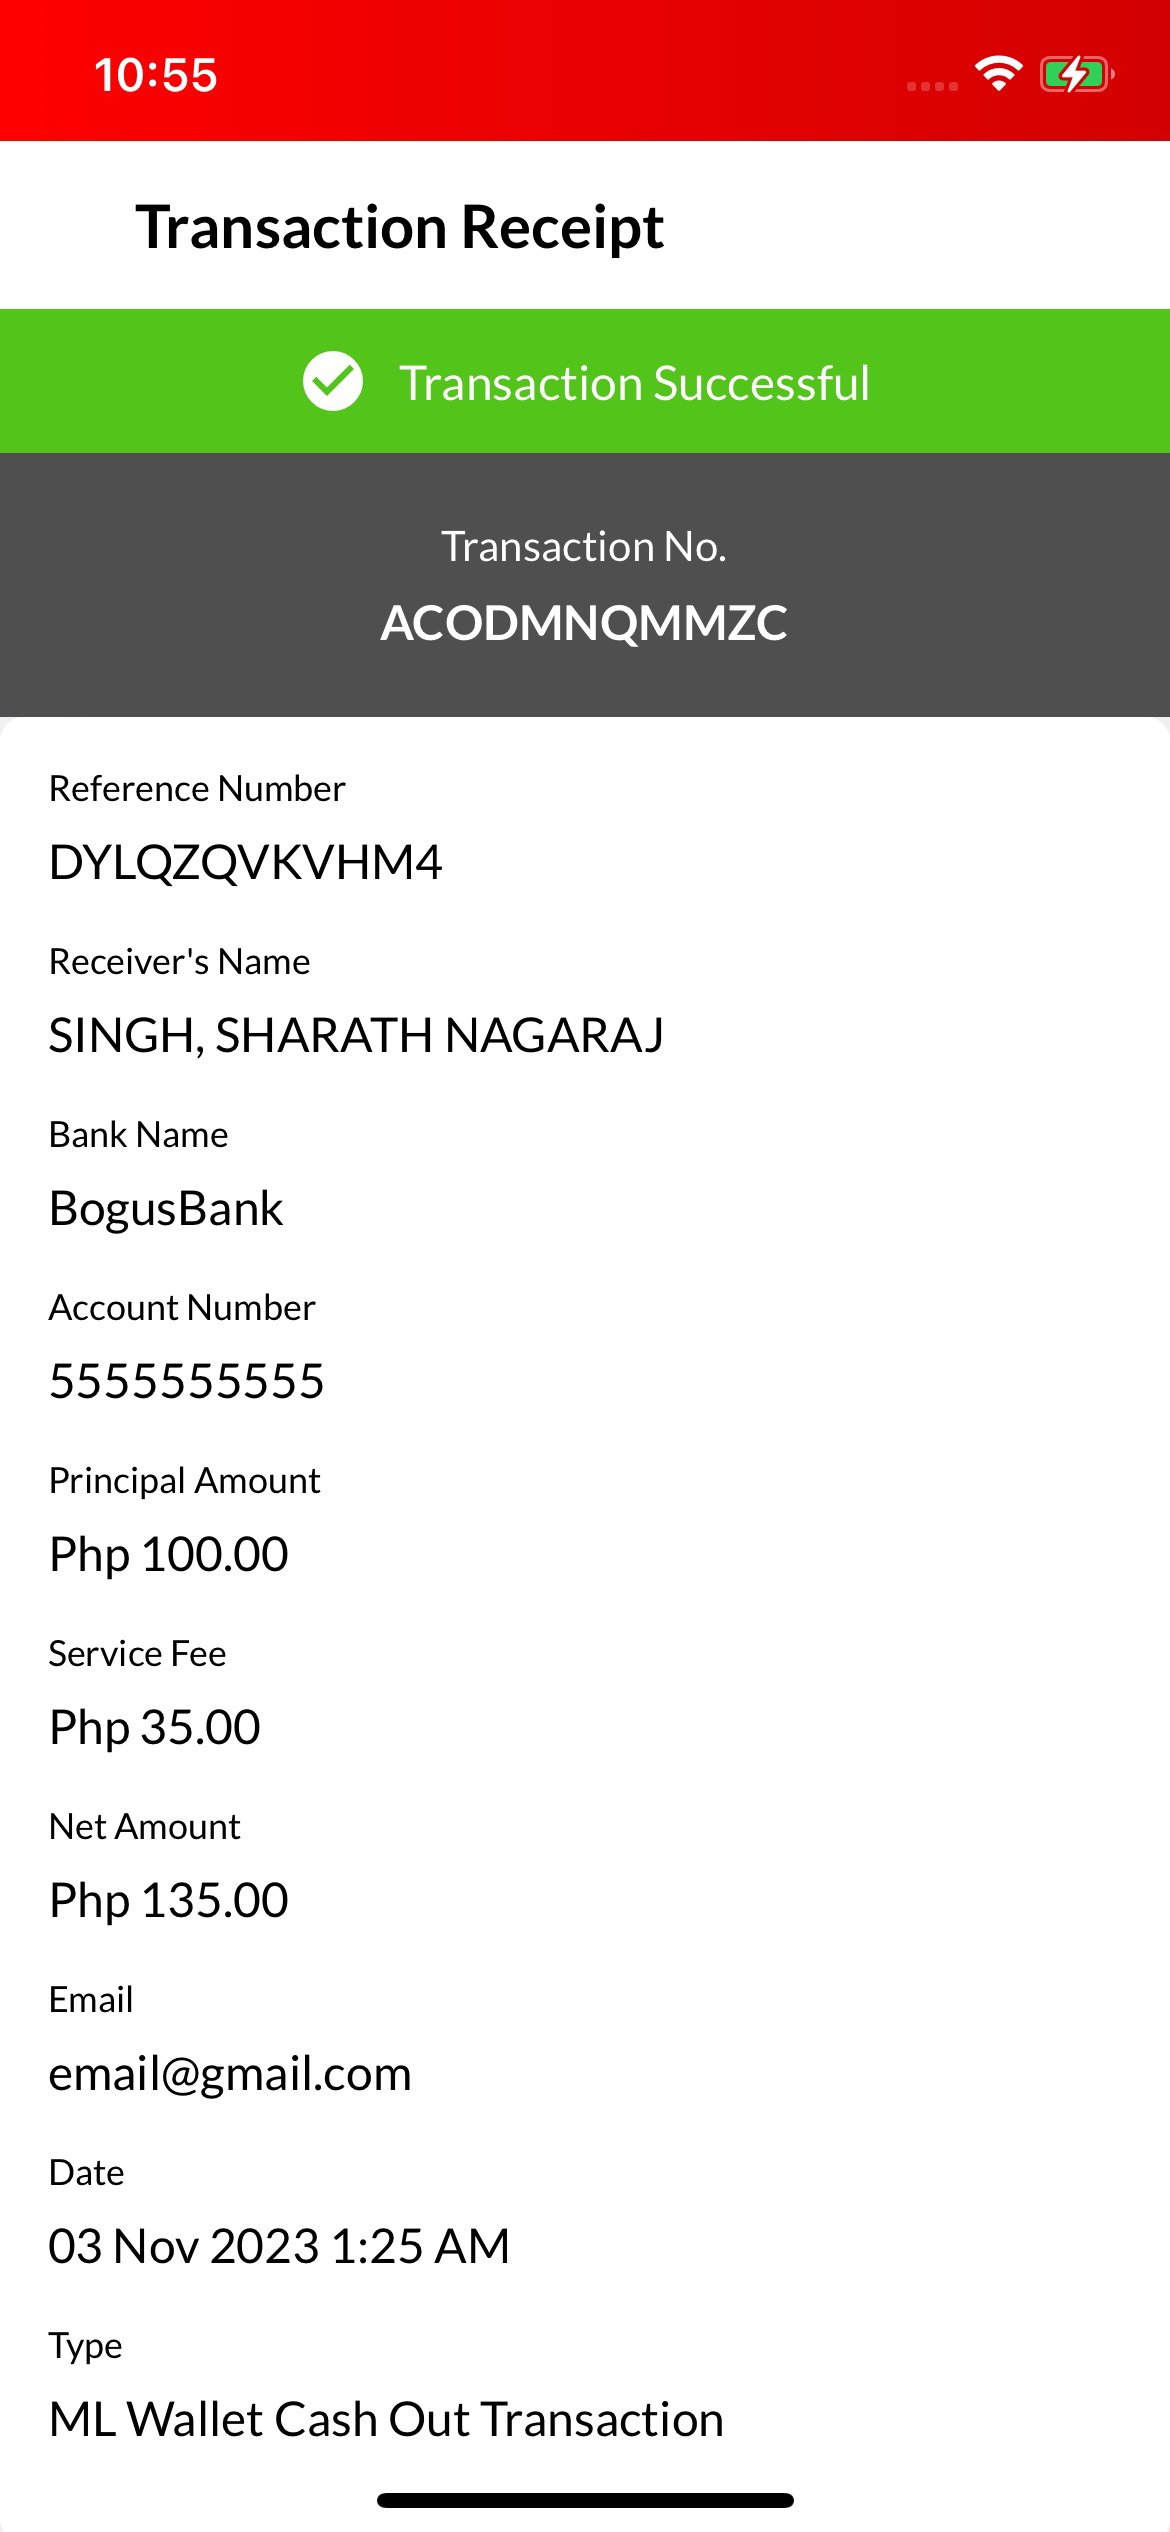 10:55
Transaction Receipt
Transaction Successful
Transaction No.
ACODMNQMMZC
Reference Number
DYLQZQVKVHM4
Receiver's Name
SINGH, SHARATH NAGARAJ
Bank Name
BogusBank
Account Number
5555555555
Principal Amount
Php 100.00
Service Fee
Php 35.00
Net Amount
Php 135.00
Email
email@gmail.com
Date
03 Nov 2023 1:25 AM
Type
ML Wallet Cash Out Transaction